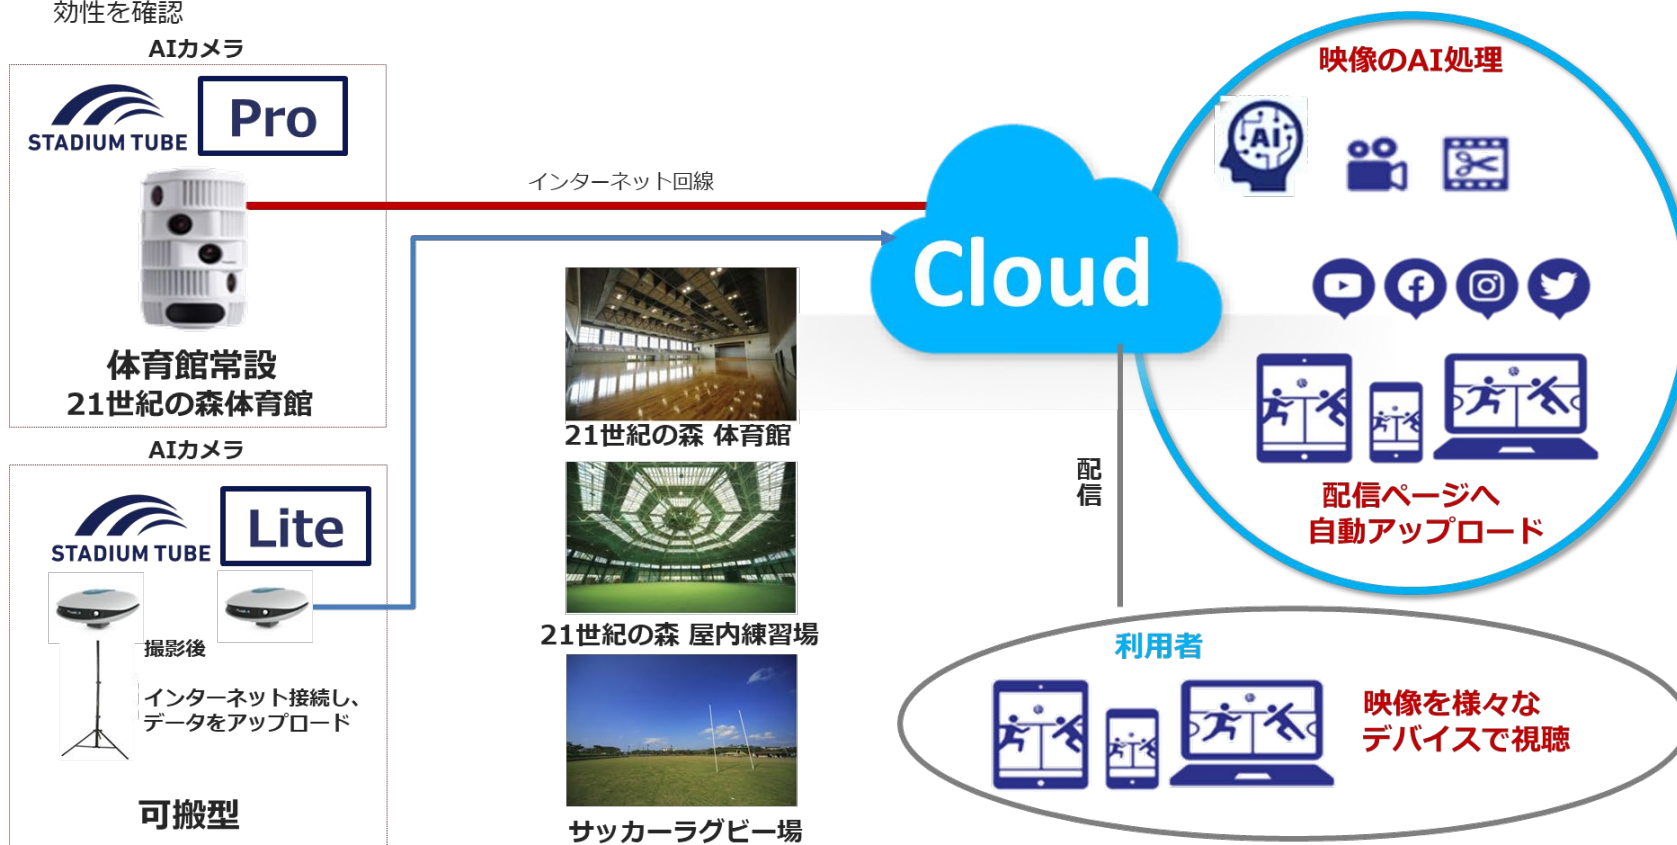 効性を確認
AIカメラ
STADIUM TUBE
Pro
体育館常設
21世紀の森体育館
AIカメラ
STADIUM TUBE
Lite
撮影後
インターネット接続し、
データをアップロード
可搬型
インターネット回線
21世紀の森 体育館
21世紀の森 屋内練習場
サッカーラグビー場
Cloud
配信
映像のAI処理
AI
配信ページへ
自動アップロード
利用者
映像を様々な
デバイスで視聴